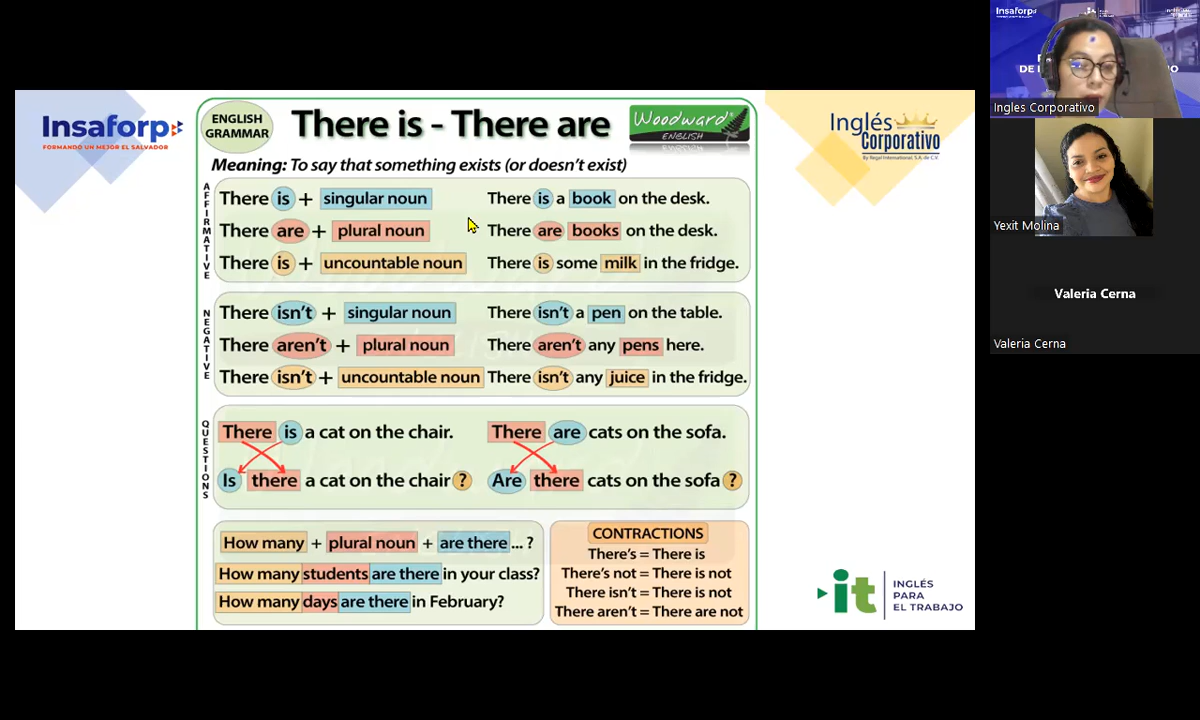 Insaforp
FORMANDO UN MEJOR EL SALVADOR
ENGLISH
GRAMMAR
There is - There are
Woodward®
ENGLISH
Inglés
Corporativo
By Regal International, S.A. de C.V.
Meaning: To say that something exists (or doesn't exist)
AFFIRMATIVE
There is + singular noun
There is a book on the desk.
There are + plural noun
There are books on the desk.
There is + uncountable noun
There is some milk in the fridge.
NEGATIVE
There isn't + singular noun
There isn't a pen on the table.
There aren't + plural noun
There aren't any pens here.
There isn't + uncountable noun
There isn't any juice in the fridge.
QUESTIONS
There is a cat on the chair.
There are cats on the sofa.
Is there a cat on the chair?
Are there cats on the sofa?
How many + plural noun + are there ... ?
How many students are there in your class?
How many days are there in February?
CONTRACTIONS
There's = There is
There's not = There is not
There isn't = There is not
There aren't = There are not
it
INGLÉS
PARA
EL TRABAJO
Insaforp
it
Ingles Corporativo
Yexit Molina
Valeria Cerna
Valeria Cerna